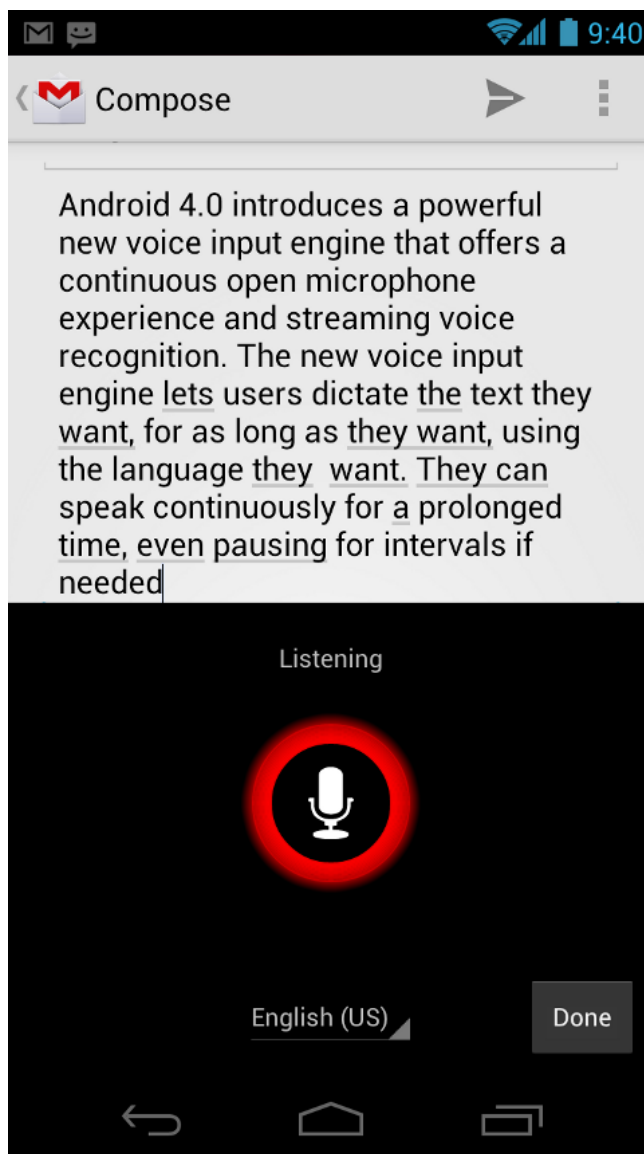 9:40
Compose
Android 4.0 introduces a powerful
new voice input engine that offers a
continuous open microphone
experience and streaming voice
recognition. The new voice input
engine lets users dictate the text they
want, for as long as they want, using
the language they  want. They can
speak continuously for a prolonged
time, even pausing for intervals if
needed
Listening
English (US)
Done